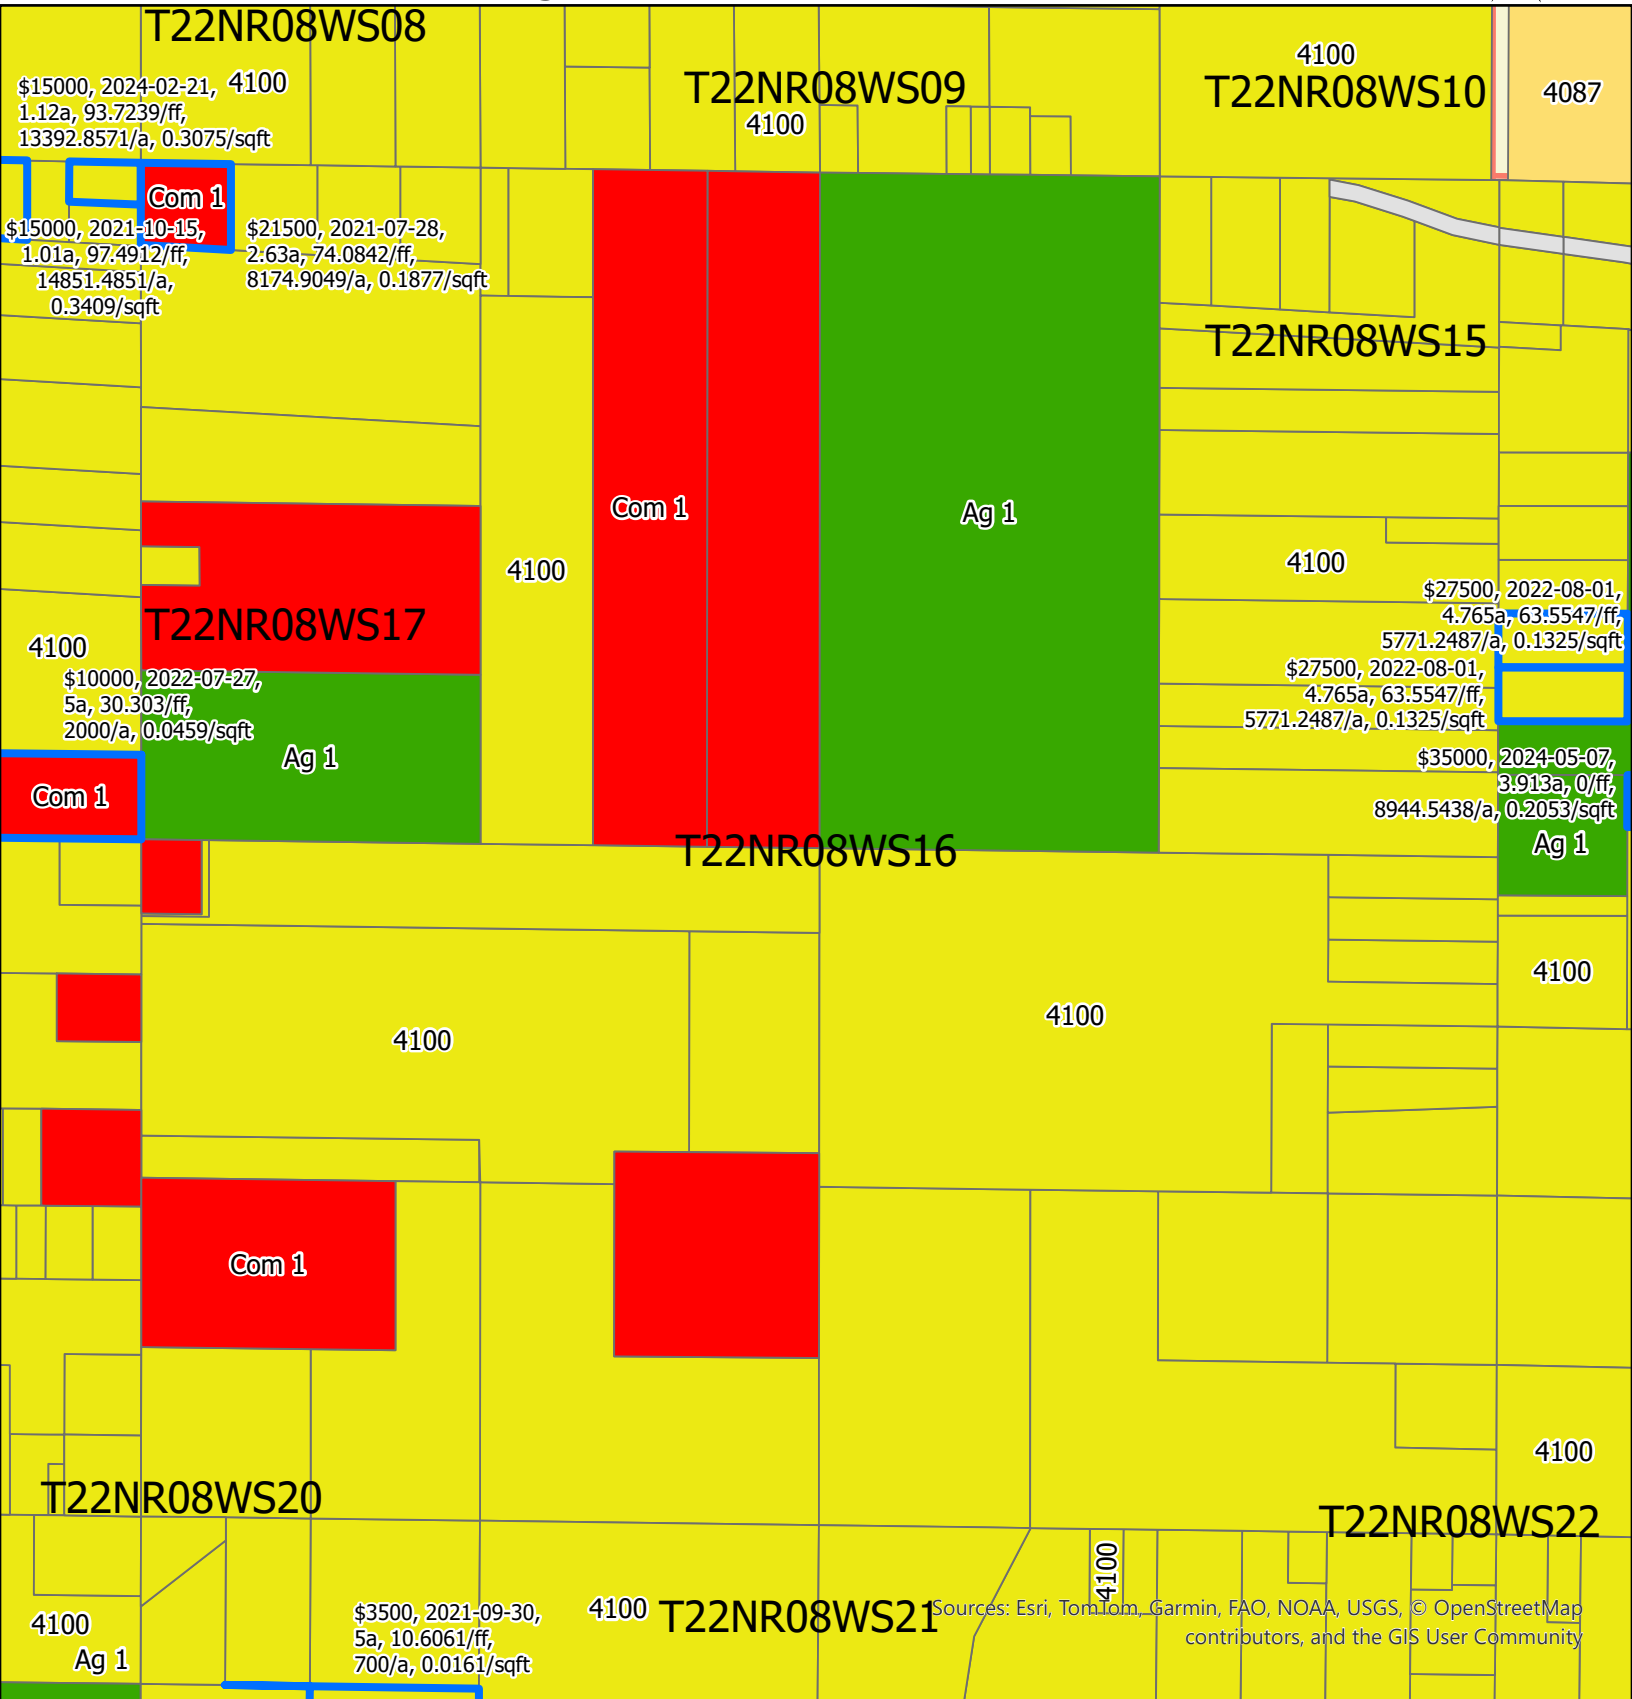 T22NR08WS08
$15000, 2024-02-21,
1.12a, 93.7239/ff,
13392.8571/a, 0.3075/sqft
4100
T22NR08WS09
4100
4100
T22NR08WS10
4087
Com 1
$15000, 2021-10-15,
1.01a, 97.4912/ff,
14851.4851/a,
0.3409/sqft
$21500, 2021-07-28,
2.63a, 74.0842/ff,
8174.9049/a, 0.1877/sqft
T22NR08WS15
Com 1
Ag 1
4100
4100
T22NR08WS17
4100
$27500, 2022-08-01,
4.765a, 63.5547/ff,
5771.2487/a, 0.1325/sqft
$27500, 2022-08-01,
4.765a, 63.5547/ff,
5771.2487/a, 0.1325/sqft
$10000, 2022-07-27,
5a, 30.303/ff,
2000/a, 0.0459/sqft
Ag 1
Com 1
$35000, 2024-05-07,
3.913a, 0/ff,
8944.5438/a, 0.2053/sqft
Ag 1
T22NR08WS16
4100
4100
4100
Com 1
4100
T22NR08WS20
T22NR08WS22
4100
4100
Ag 1
$3500, 2021-09-30,
5a, 10.6061/ff,
700/a, 0.0161/sqft
4100
T22NR08WS21
Sources: Esri, TomTom, Garmin, FAO, NOAA, USGS, © OpenStreetMap
contributors, and the GIS User Community